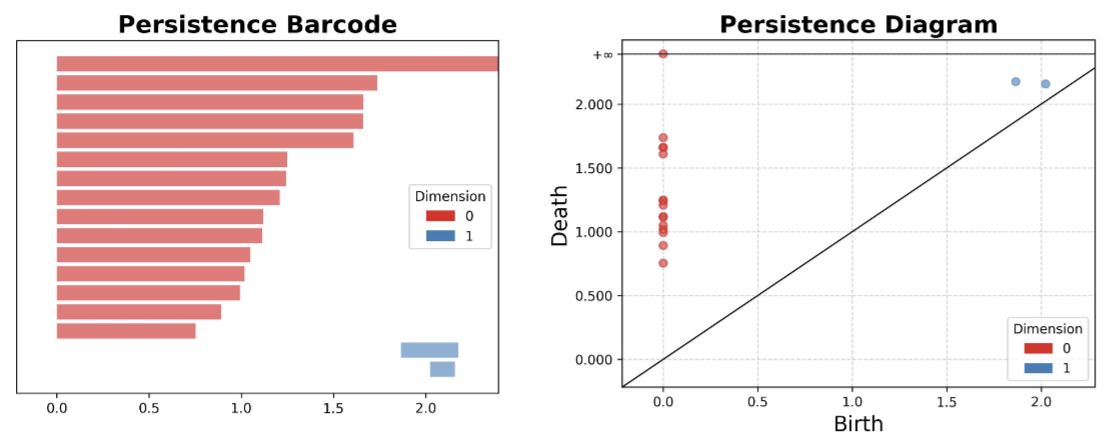 Persistence Barcode
Dimension
0
1
0.0 0.5 1.0 1.5 2.0
Persistence Diagram
+∞
2.000
1.500
1.000
0.500
0.000
Death
Dimension
0
1
0.0 0.5 1.0 1.5 2.0
Birth